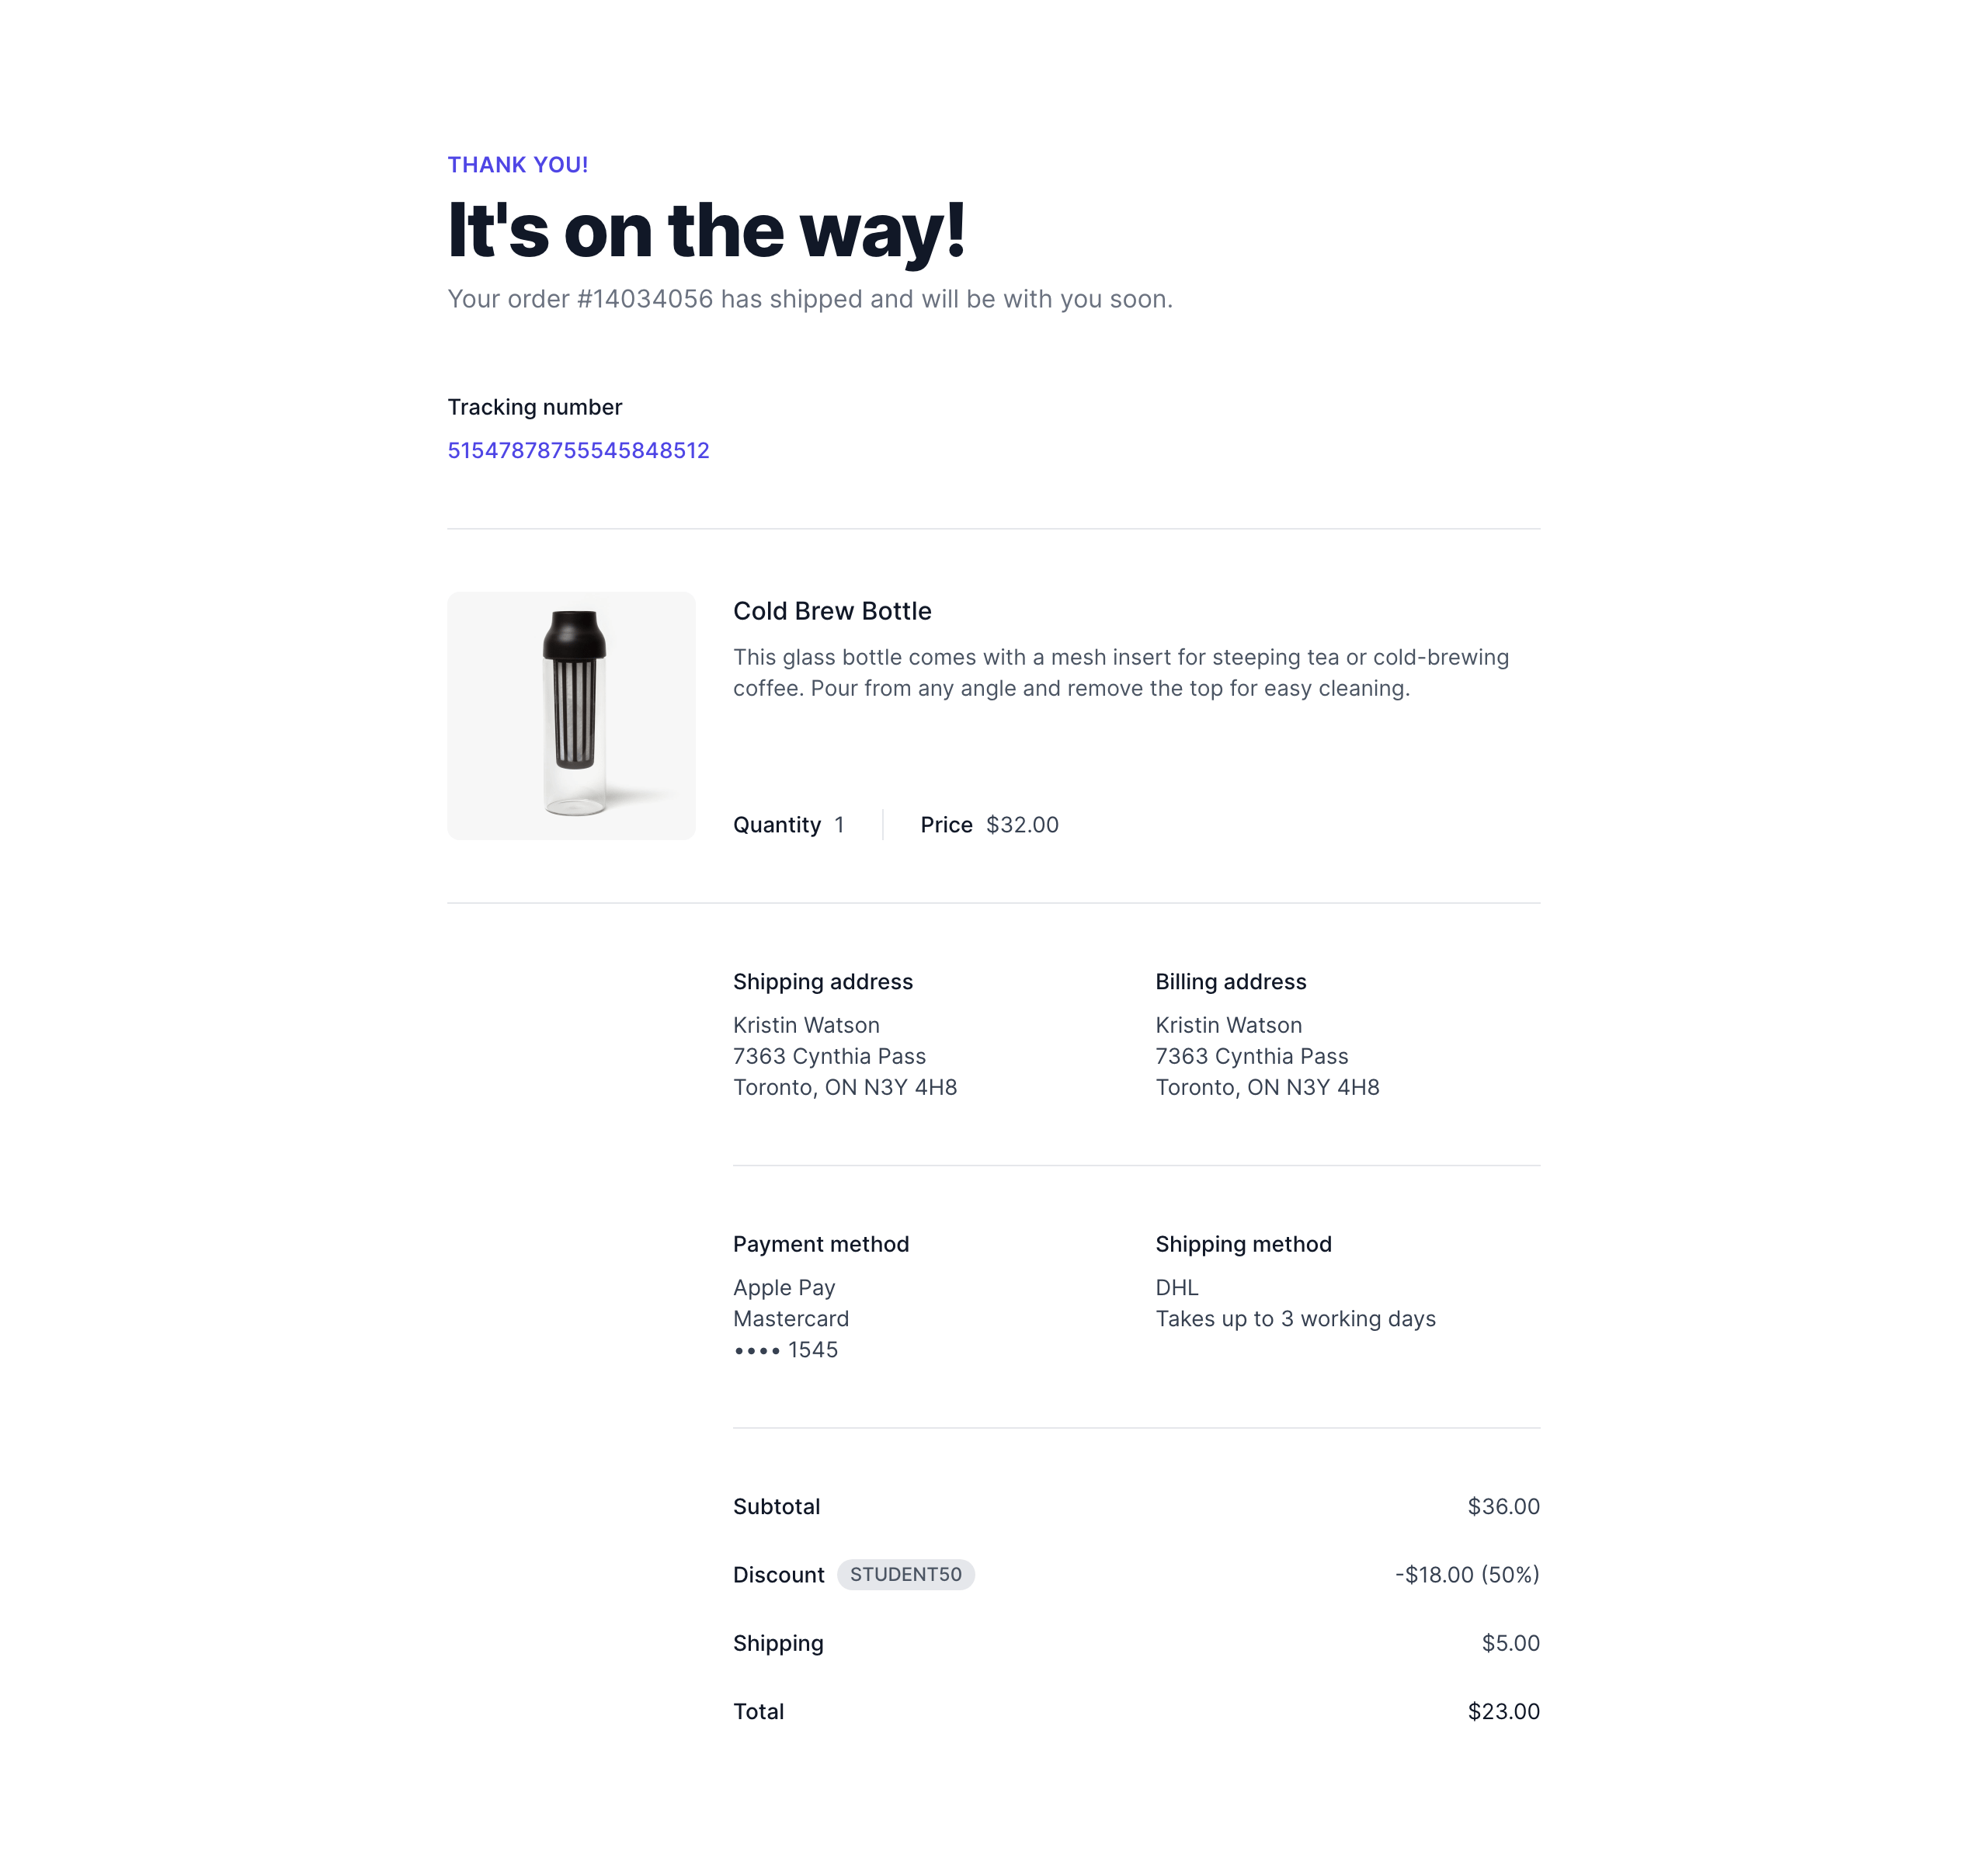 THANK YOU!
It's on the way!
Your order #14034056 has shipped and will be with you soon.
Tracking number
51547878755545848512
Cold Brew Bottle
This glass bottle comes with a mesh insert for steeping tea or cold-brewing
coffee. Pour from any angle and remove the top for easy cleaning.
Quantity 1 Price $32.00
Shipping address
Kristin Watson
7363 Cynthia Pass
Toronto, ON N3Y 4H8
Billing address
Kristin Watson
7363 Cynthia Pass
Toronto, ON N3Y 4H8
Payment method
Apple Pay
Mastercard
•••• 1545
Shipping method
DHL
Takes up to 3 working days
Subtotal $36.00
Discount STUDENT50 -$18.00 (50%)
Shipping $5.00
Total $23.00